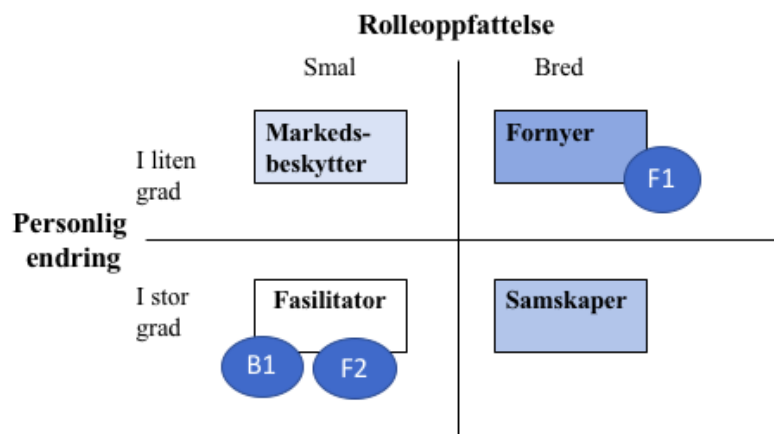 Rolleoppfattelse
Smal
Bred
Markeds-
beskytter
Fornyer
I liten
grad
F1
Personlig
endring
I stor
grad
Fasilitator
Samskaper
B1
F2